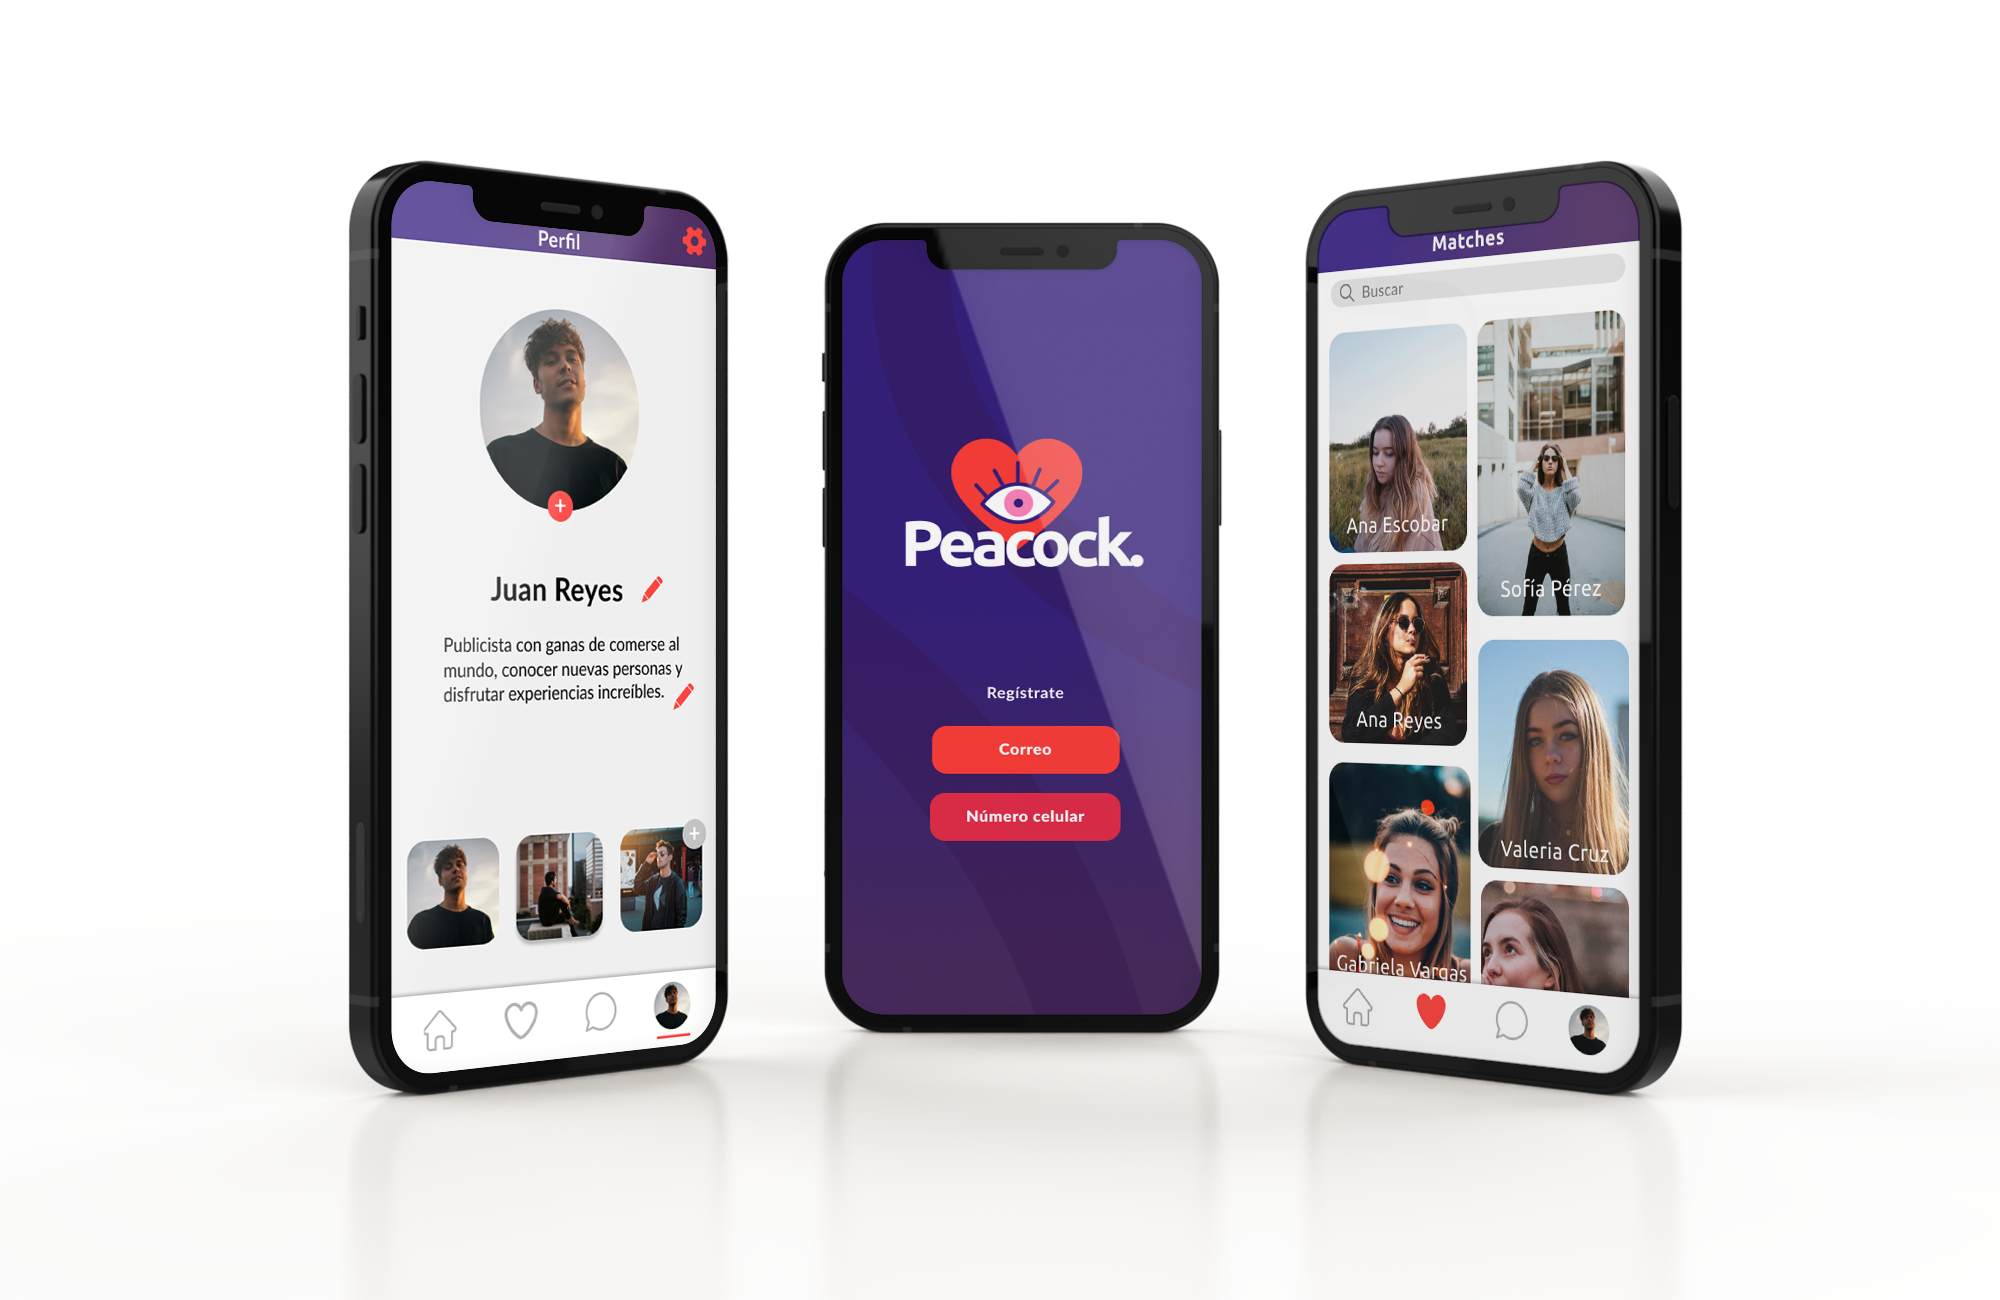 Perfil
Juan Reyes
Publicista con ganas de comerse al
mundo, conocer nuevas personas y
disfrutar experiencias increíbles.
Peacock.
Regístrate
Correo
Número celular
Matches
Buscar
Ana Escobar
Sofía Pérez
Ana Reyes
Valeria Cruz
Gabriela Vargas